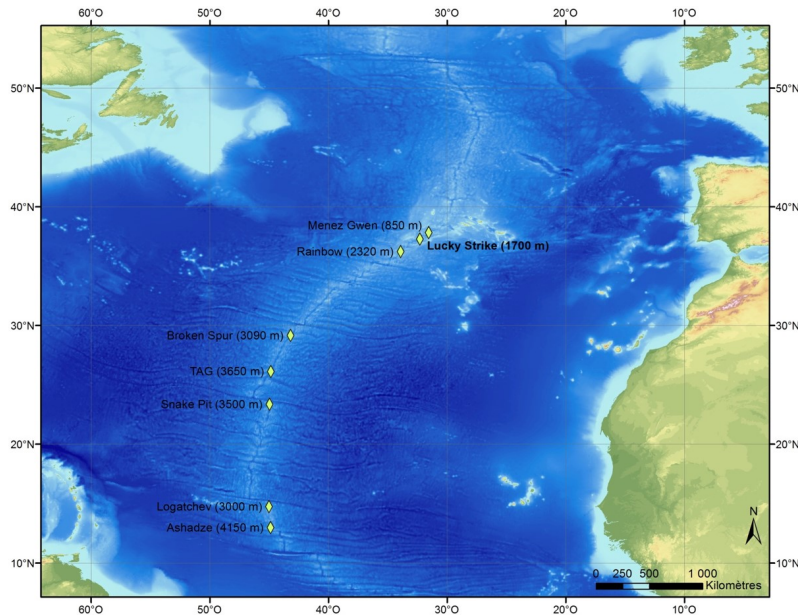 60°W 50°W 40°W 30°W 20°W 10°W
50°N 50°N
40°N 40°N
Menez Gwen (850 m)
Lucky Strike (1700 m)
Rainbow (2320 m)
30°N 30°N
Broken Spur (3090 m)
TAG (3650 m)
Snake Pit (3500 m)
20°N 20°N
Logatchev (3000 m)
Ashadze (4150 m)
N
10°N 10°N
0 250 500 1 000
Kilomètres
60°W 50°W 40°W 30°W 20°W 10°W